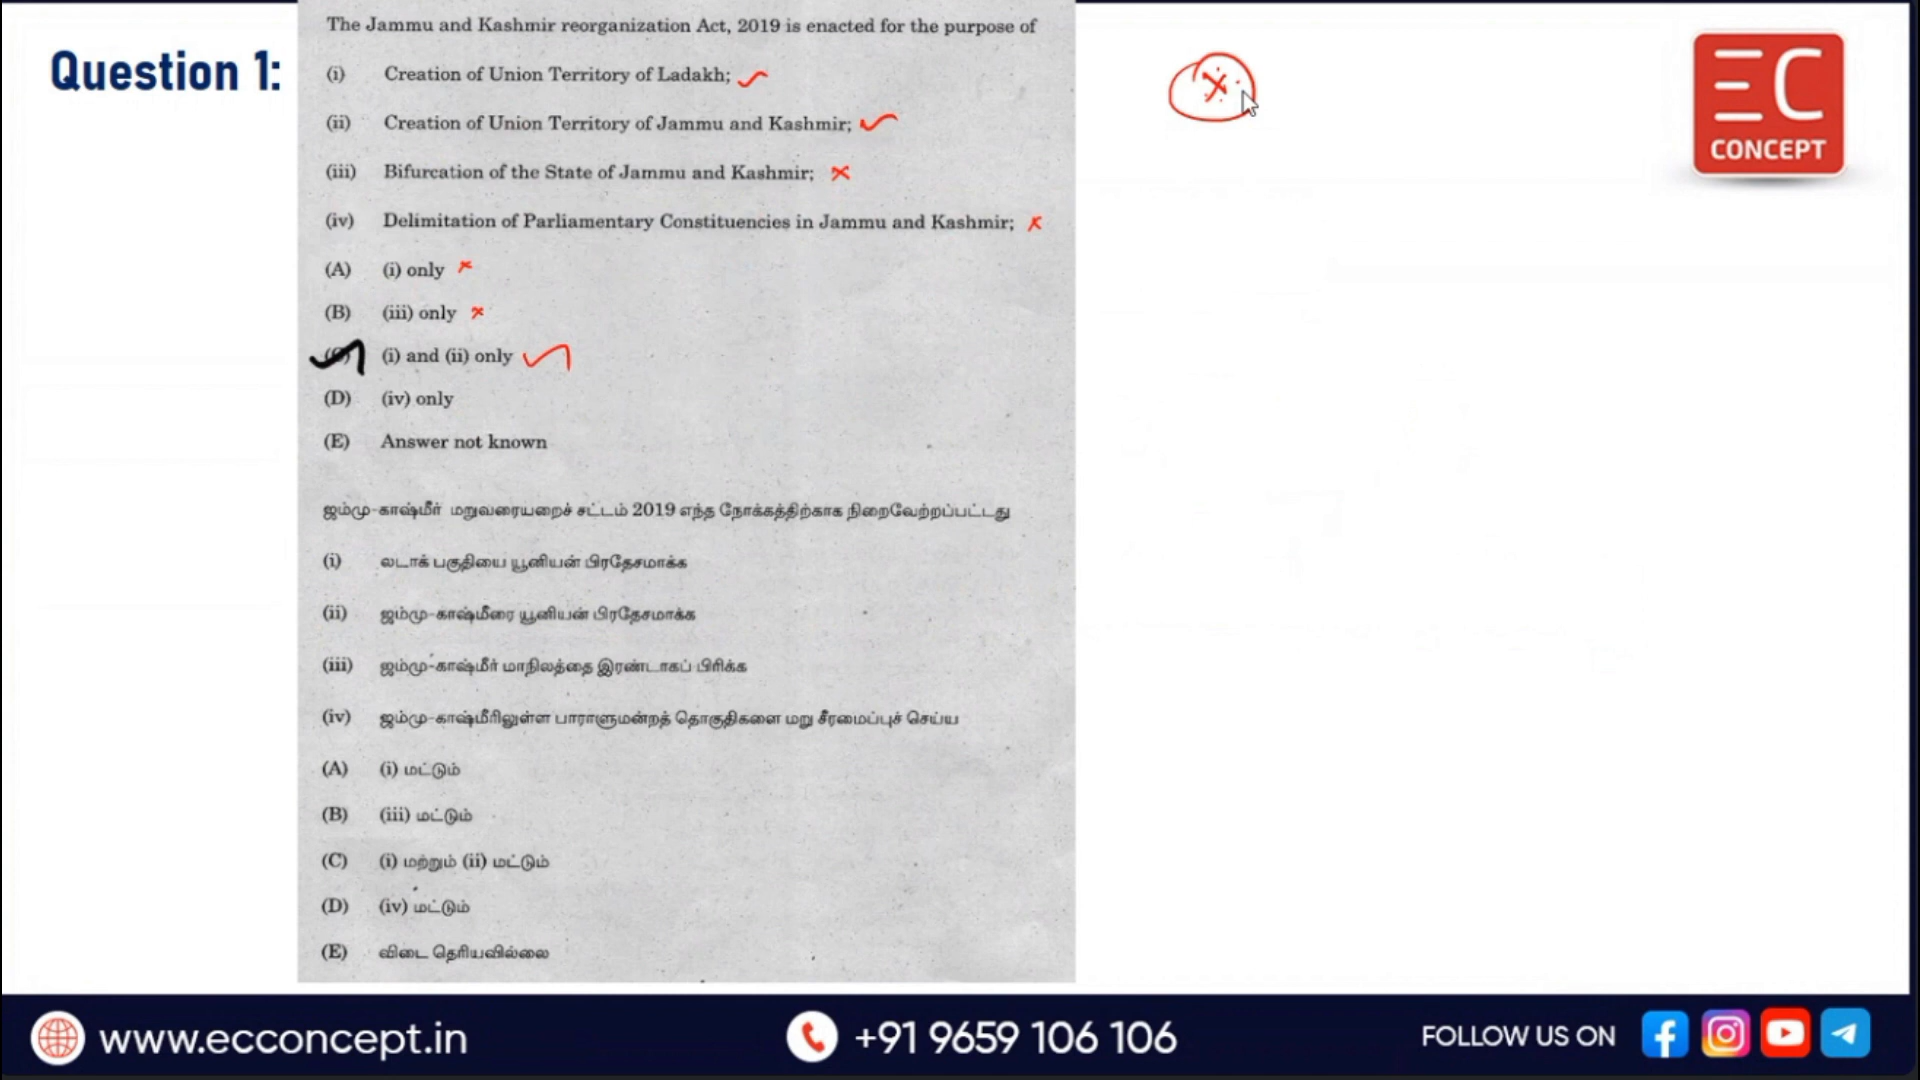 Question 1:
The Jammu and Kashmir reorganization Act, 2019 is enacted for the purpose of
(i) Creation of Union Territory of Ladakh;
(ii) Creation of Union Territory of Jammu and Kashmir;
(iii) Bifurcation of the State of Jammu and Kashmir;
(iv) Delimitation of Parliamentary Constituencies in Jammu and Kashmir;
(A) (i) only
(B) (iii) only
(C) (i) and (ii) only
(D) (iv) only
(E) Answer not known
ஜம்மு-காஷ்மீர் மறுவரையறைச் சட்டம் 2019 எந்த நோக்கத்திற்காக நிறைவேற்றப்பட்டது
(i) லடாக் பகுதியை யூனியன் பிரதேசமாக்க
(ii) ஜம்மு-காஷ்மீரை யூனியன் பிரதேசமாக்க
(iii) ஜம்மு-காஷ்மீர் மாநிலத்தை இரண்டாகப் பிரிக்க
(iv) ஜம்மு-காஷ்மீரிலுள்ள பாராளுமன்றத் தொகுதிகளை மறு சீரமைப்புச் செய்ய
(A) (i) மட்டும்
(B) (iii) மட்டும்
(C) (i) மற்றும் (ii) மட்டும்
(D) (iv) மட்டும்
(E) விடை தெரியவில்லை
EC
CONCEPT
www.ecconcept.in
+91 9659 106 106
FOLLOW US ON